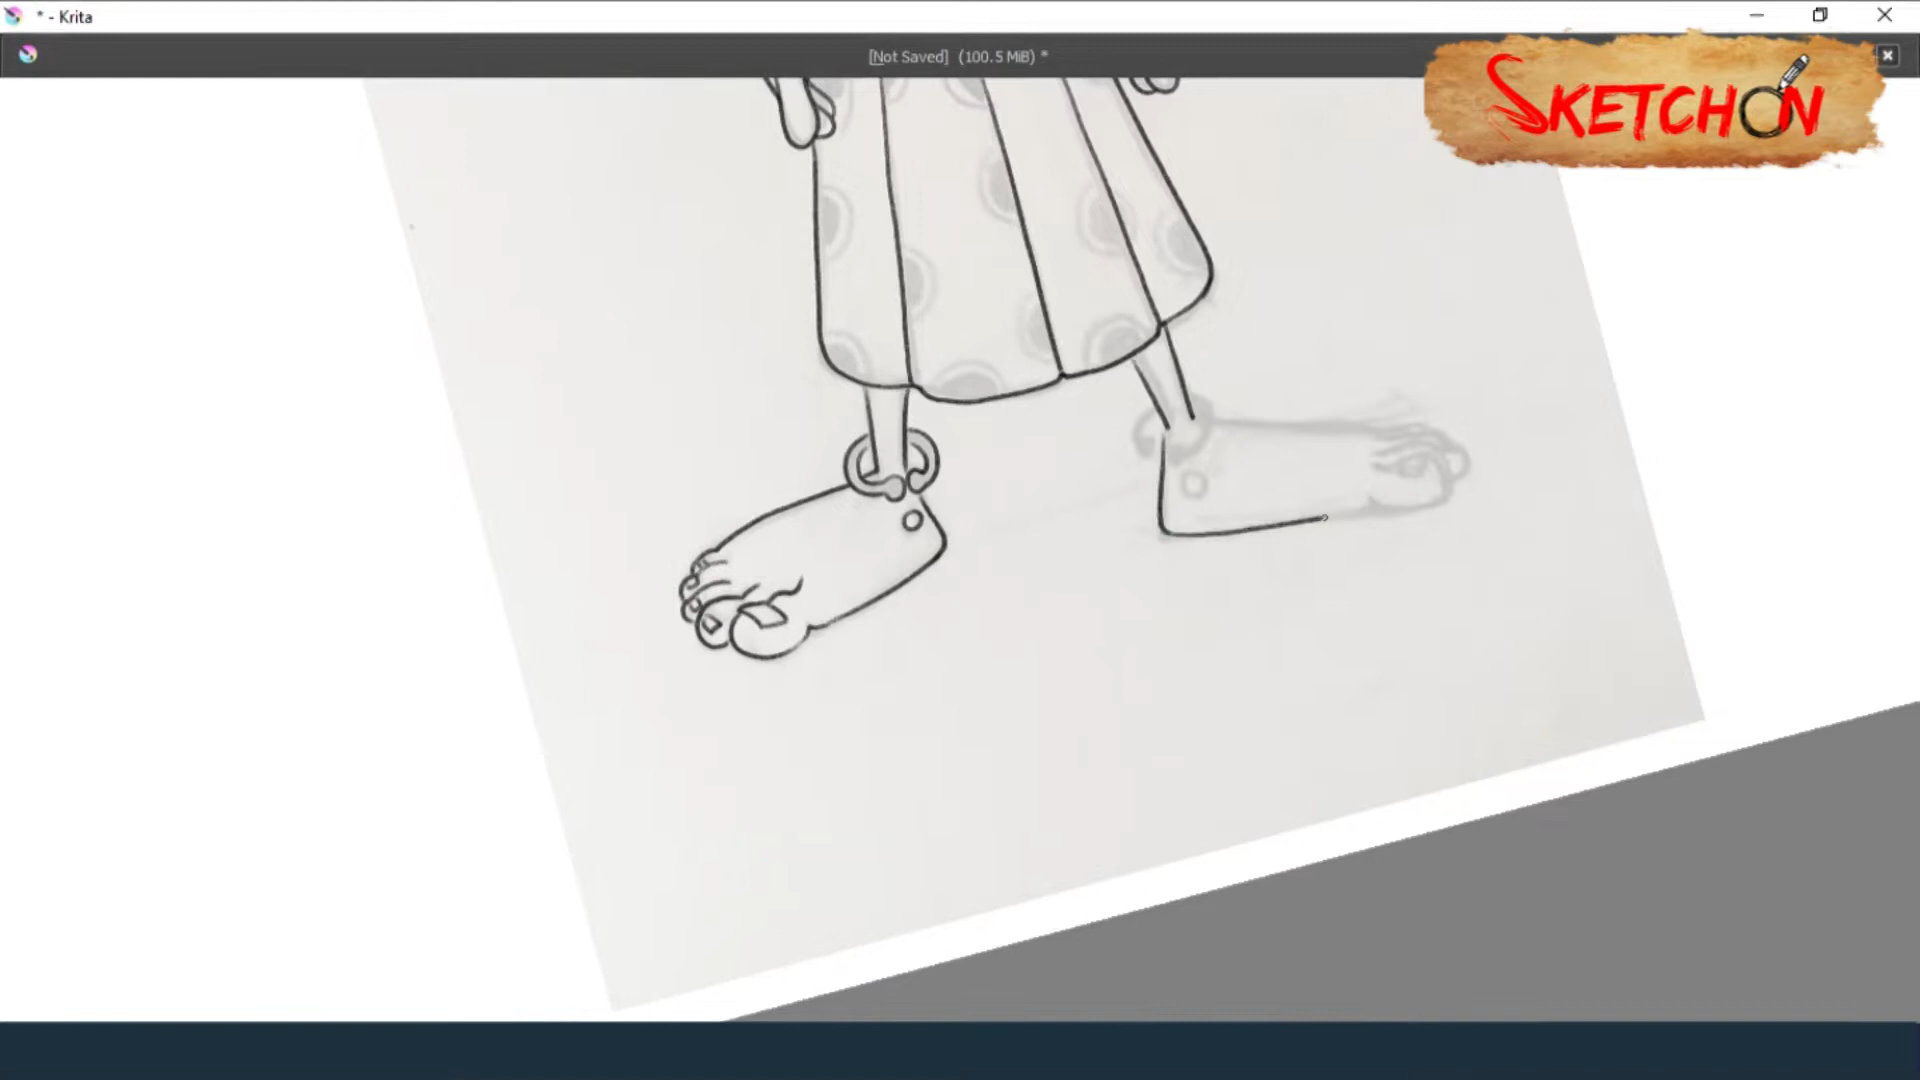 * - Krita
[Not Saved] (100.5 MiB) *
SKETCHON